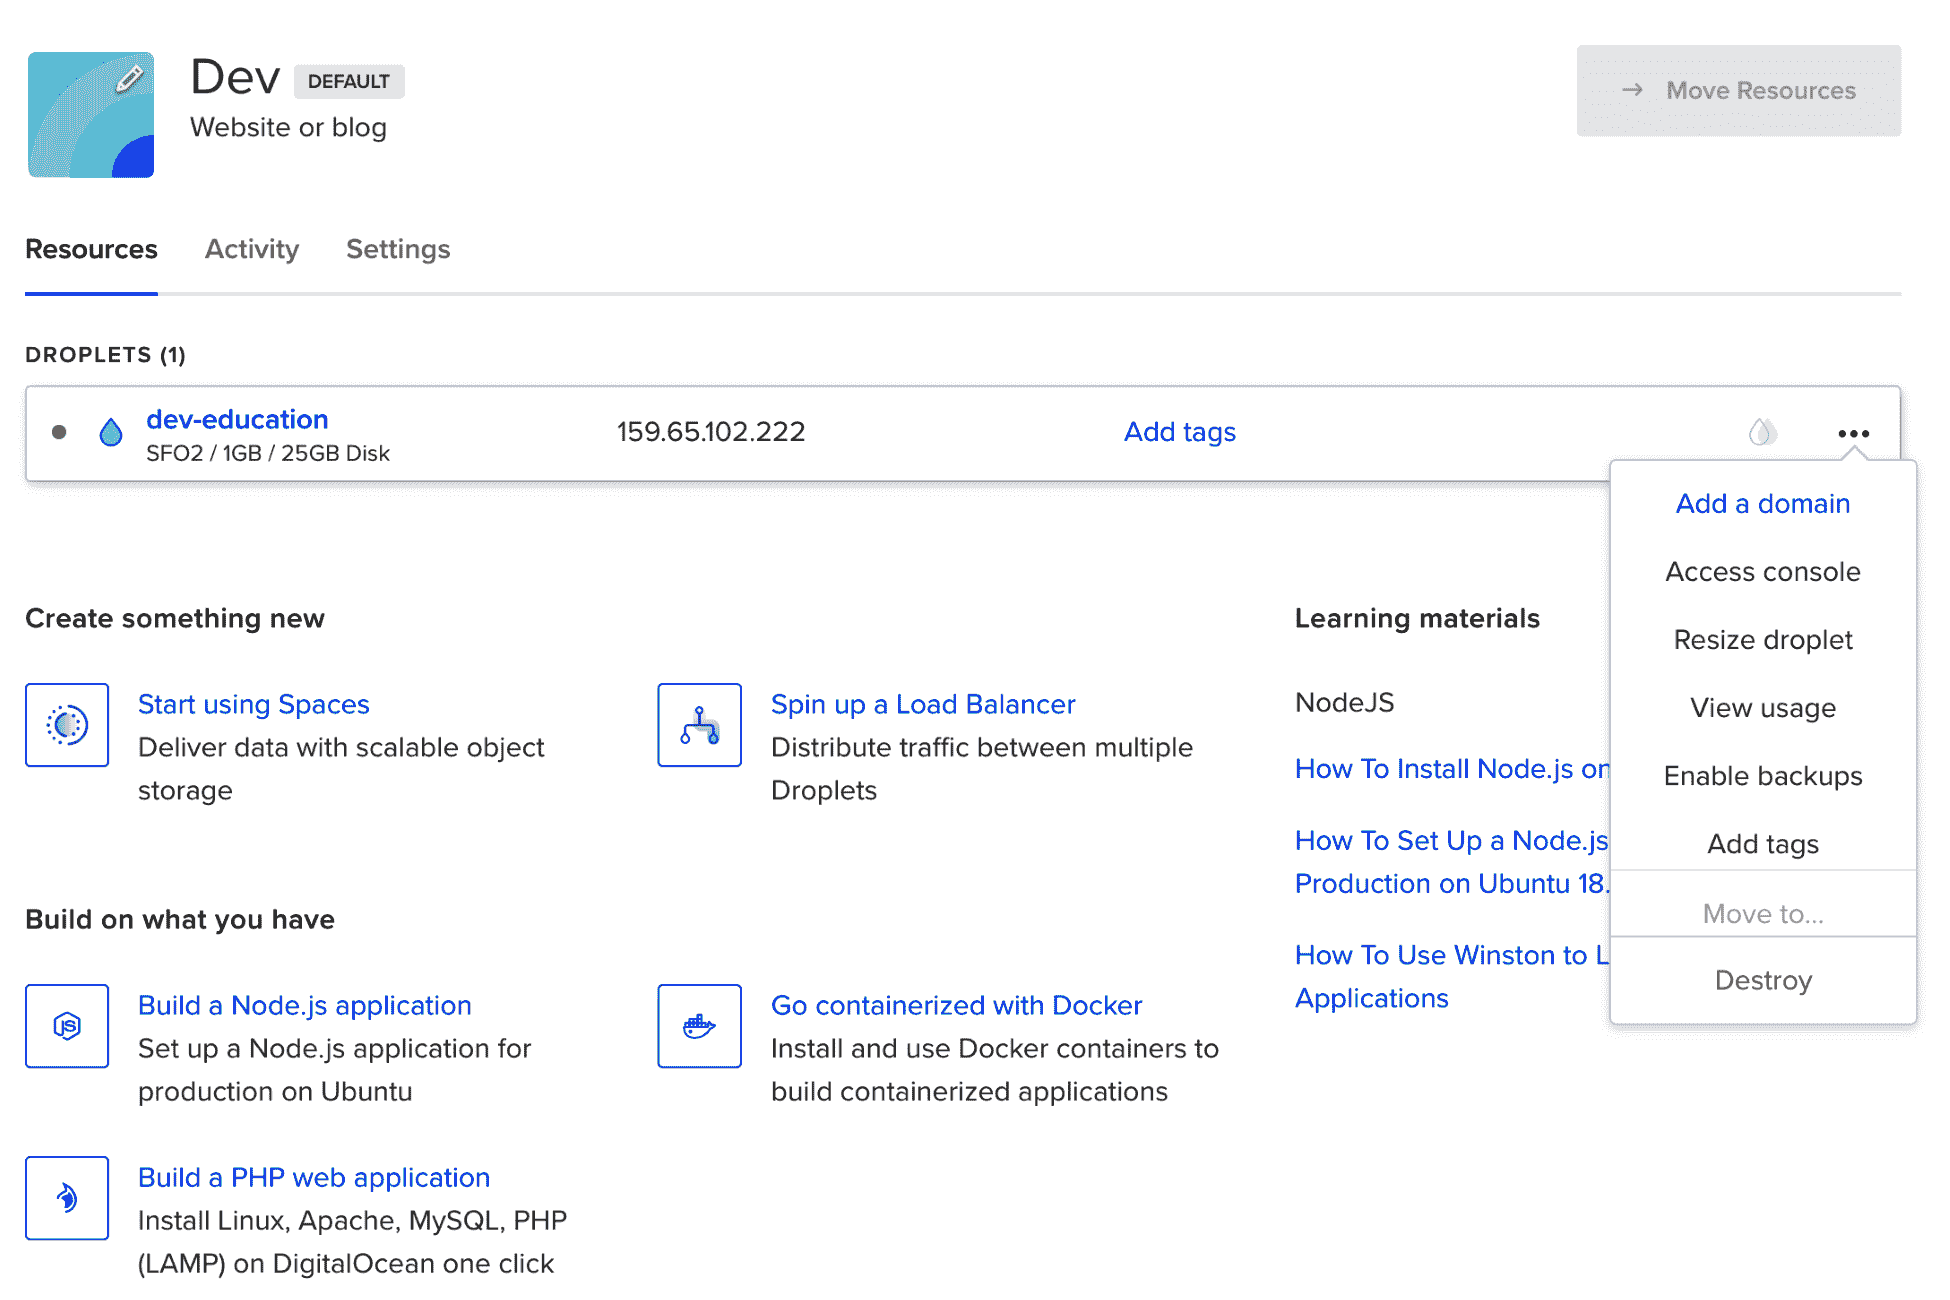 Dev DEFAULT
Website or blog
→ Move Resources
Resources Activity Settings
DROPLETS (1)
dev-education
SFO2 / 1GB / 25GB Disk
159.65.102.222
Add tags
Add a domain
Access console
Resize droplet
View usage
Enable backups
Add tags
Move to...
Destroy
Create something new
Start using Spaces
Deliver data with scalable object
storage
Spin up a Load Balancer
Distribute traffic between multiple
Droplets
Build on what you have
JS
Build a Node.js application
Set up a Node.js application for
production on Ubuntu
Go containerized with Docker
Install and use Docker containers to
build containerized applications
Build a PHP web application
Install Linux, Apache, MySQL, PHP
(LAMP) on DigitalOcean one click
Learning materials
NodeJS
How To Install Node.js on
How To Set Up a Node.js
Production on Ubuntu 18.
How To Use Winston to L
Applications